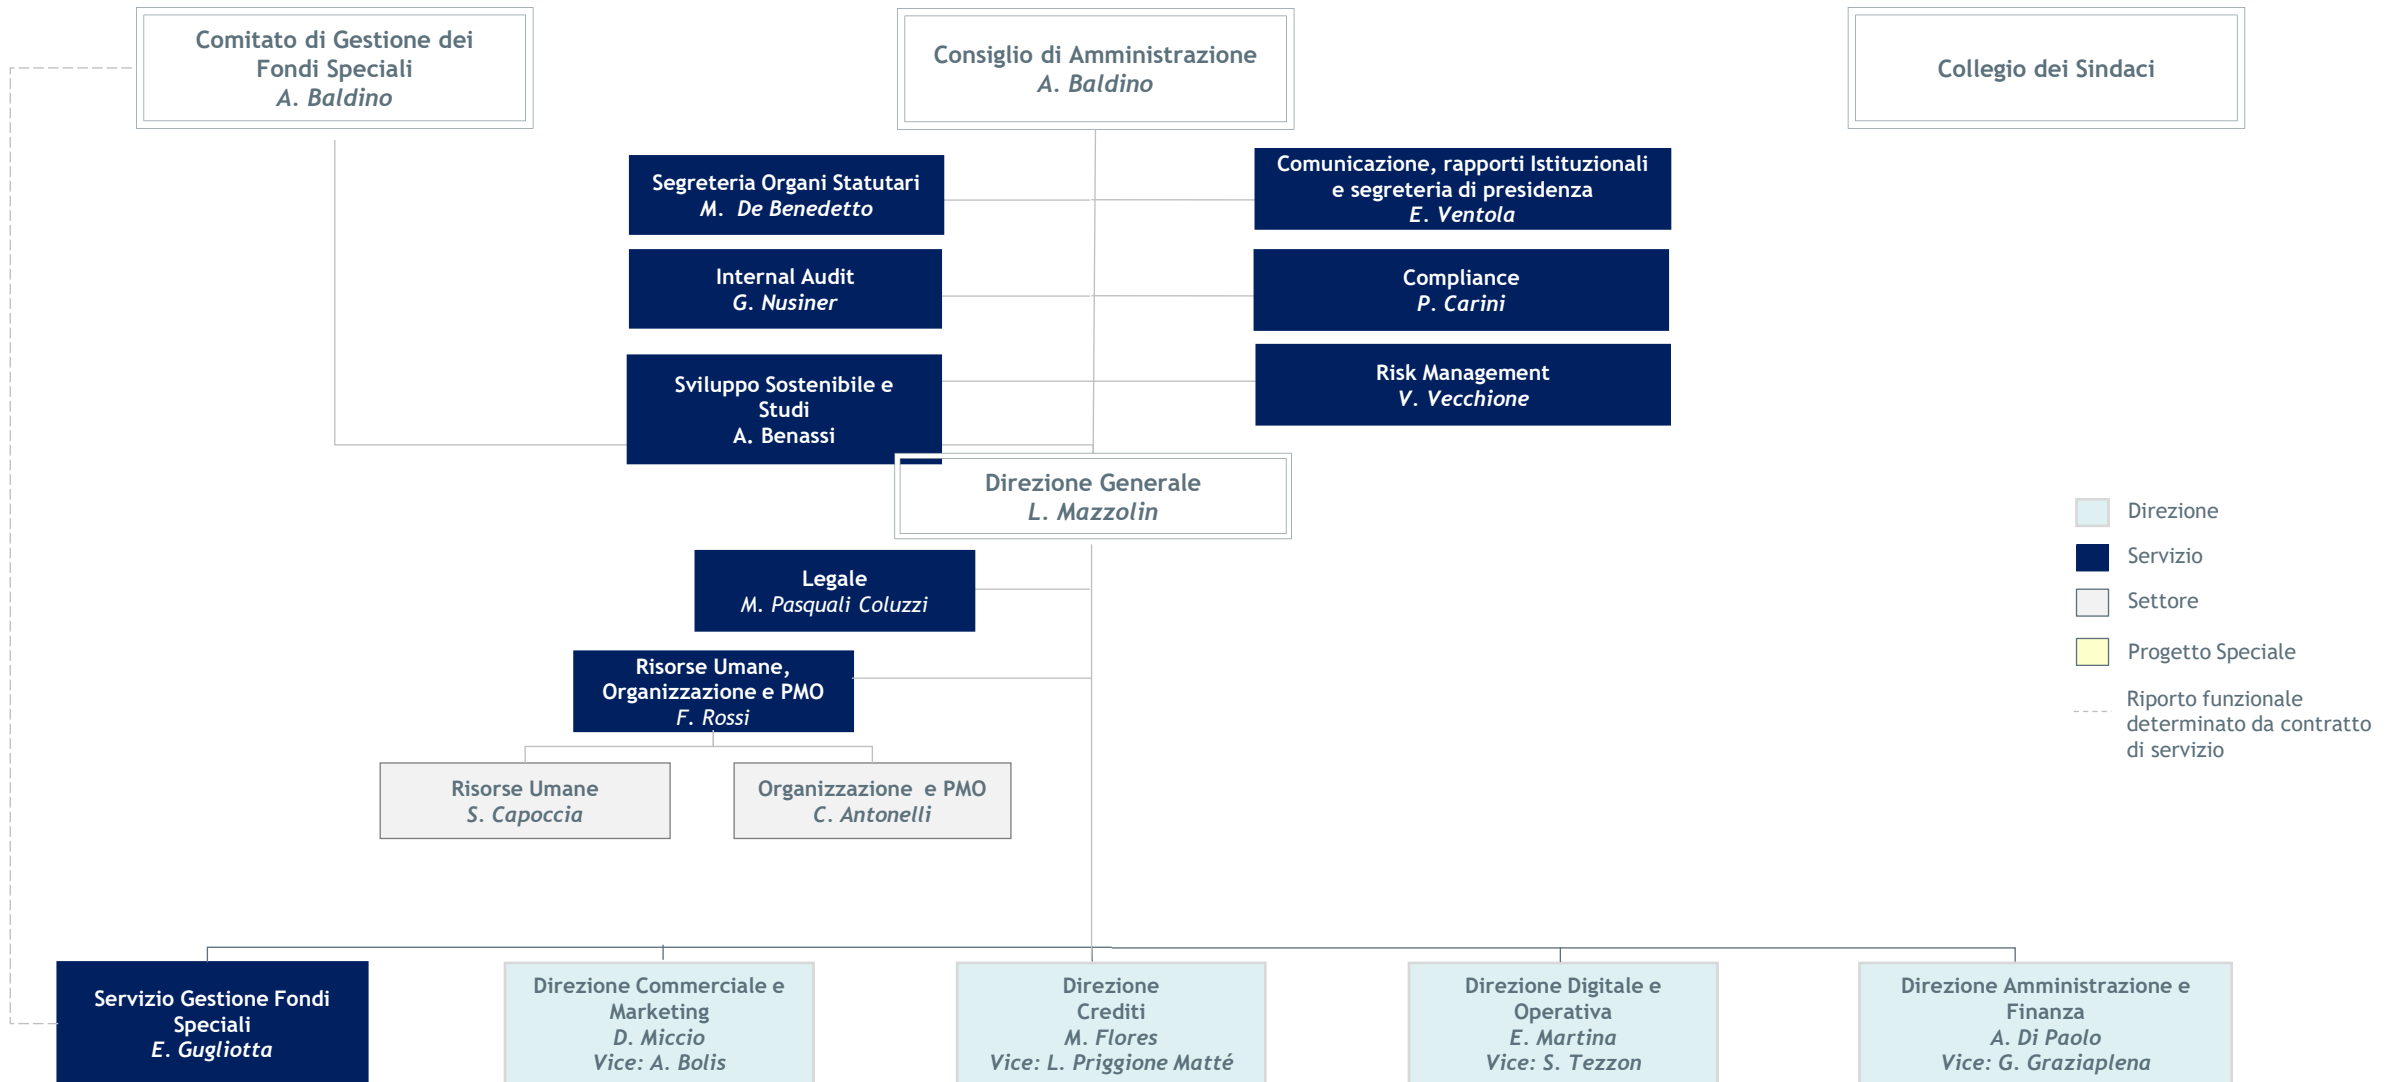 Comitato di Gestione dei
Fondi Speciali
A. Baldino
Consiglio di Amministrazione
A. Baldino
Collegio dei Sindaci
Segreteria Organi Statutari
M. De Benedetto
Comunicazione, rapporti Istituzionali
e segreteria di presidenza
E. Ventola
Internal Audit
G. Nusiner
Compliance
P. Carini
Sviluppo Sostenibile e
Studi
A. Benassi
Risk Management
V. Vecchione
Direzione Generale
L. Mazzolin
Legale
M. Pasquali Coluzzi
Risorse Umane,
Organizzazione e PMO
F. Rossi
Risorse Umane
S. Capoccia
Organizzazione e PMO
C. Antonelli
Direzione
Servizio
Settore
Progetto Speciale
Riporto funzionale
determinato da contratto
di servizio
Servizio Gestione Fondi
Speciali
E. Gugliotta
Direzione Commerciale e
Marketing
D. Miccio
Vice: A. Bolis
Direzione
Crediti
M. Flores
Vice: L. Priggione Matté
Direzione Digitale e
Operativa
E. Martina
Vice: S. Tezzon
Direzione Amministrazione e
Finanza
A. Di Paolo
Vice: G. Graziaplena